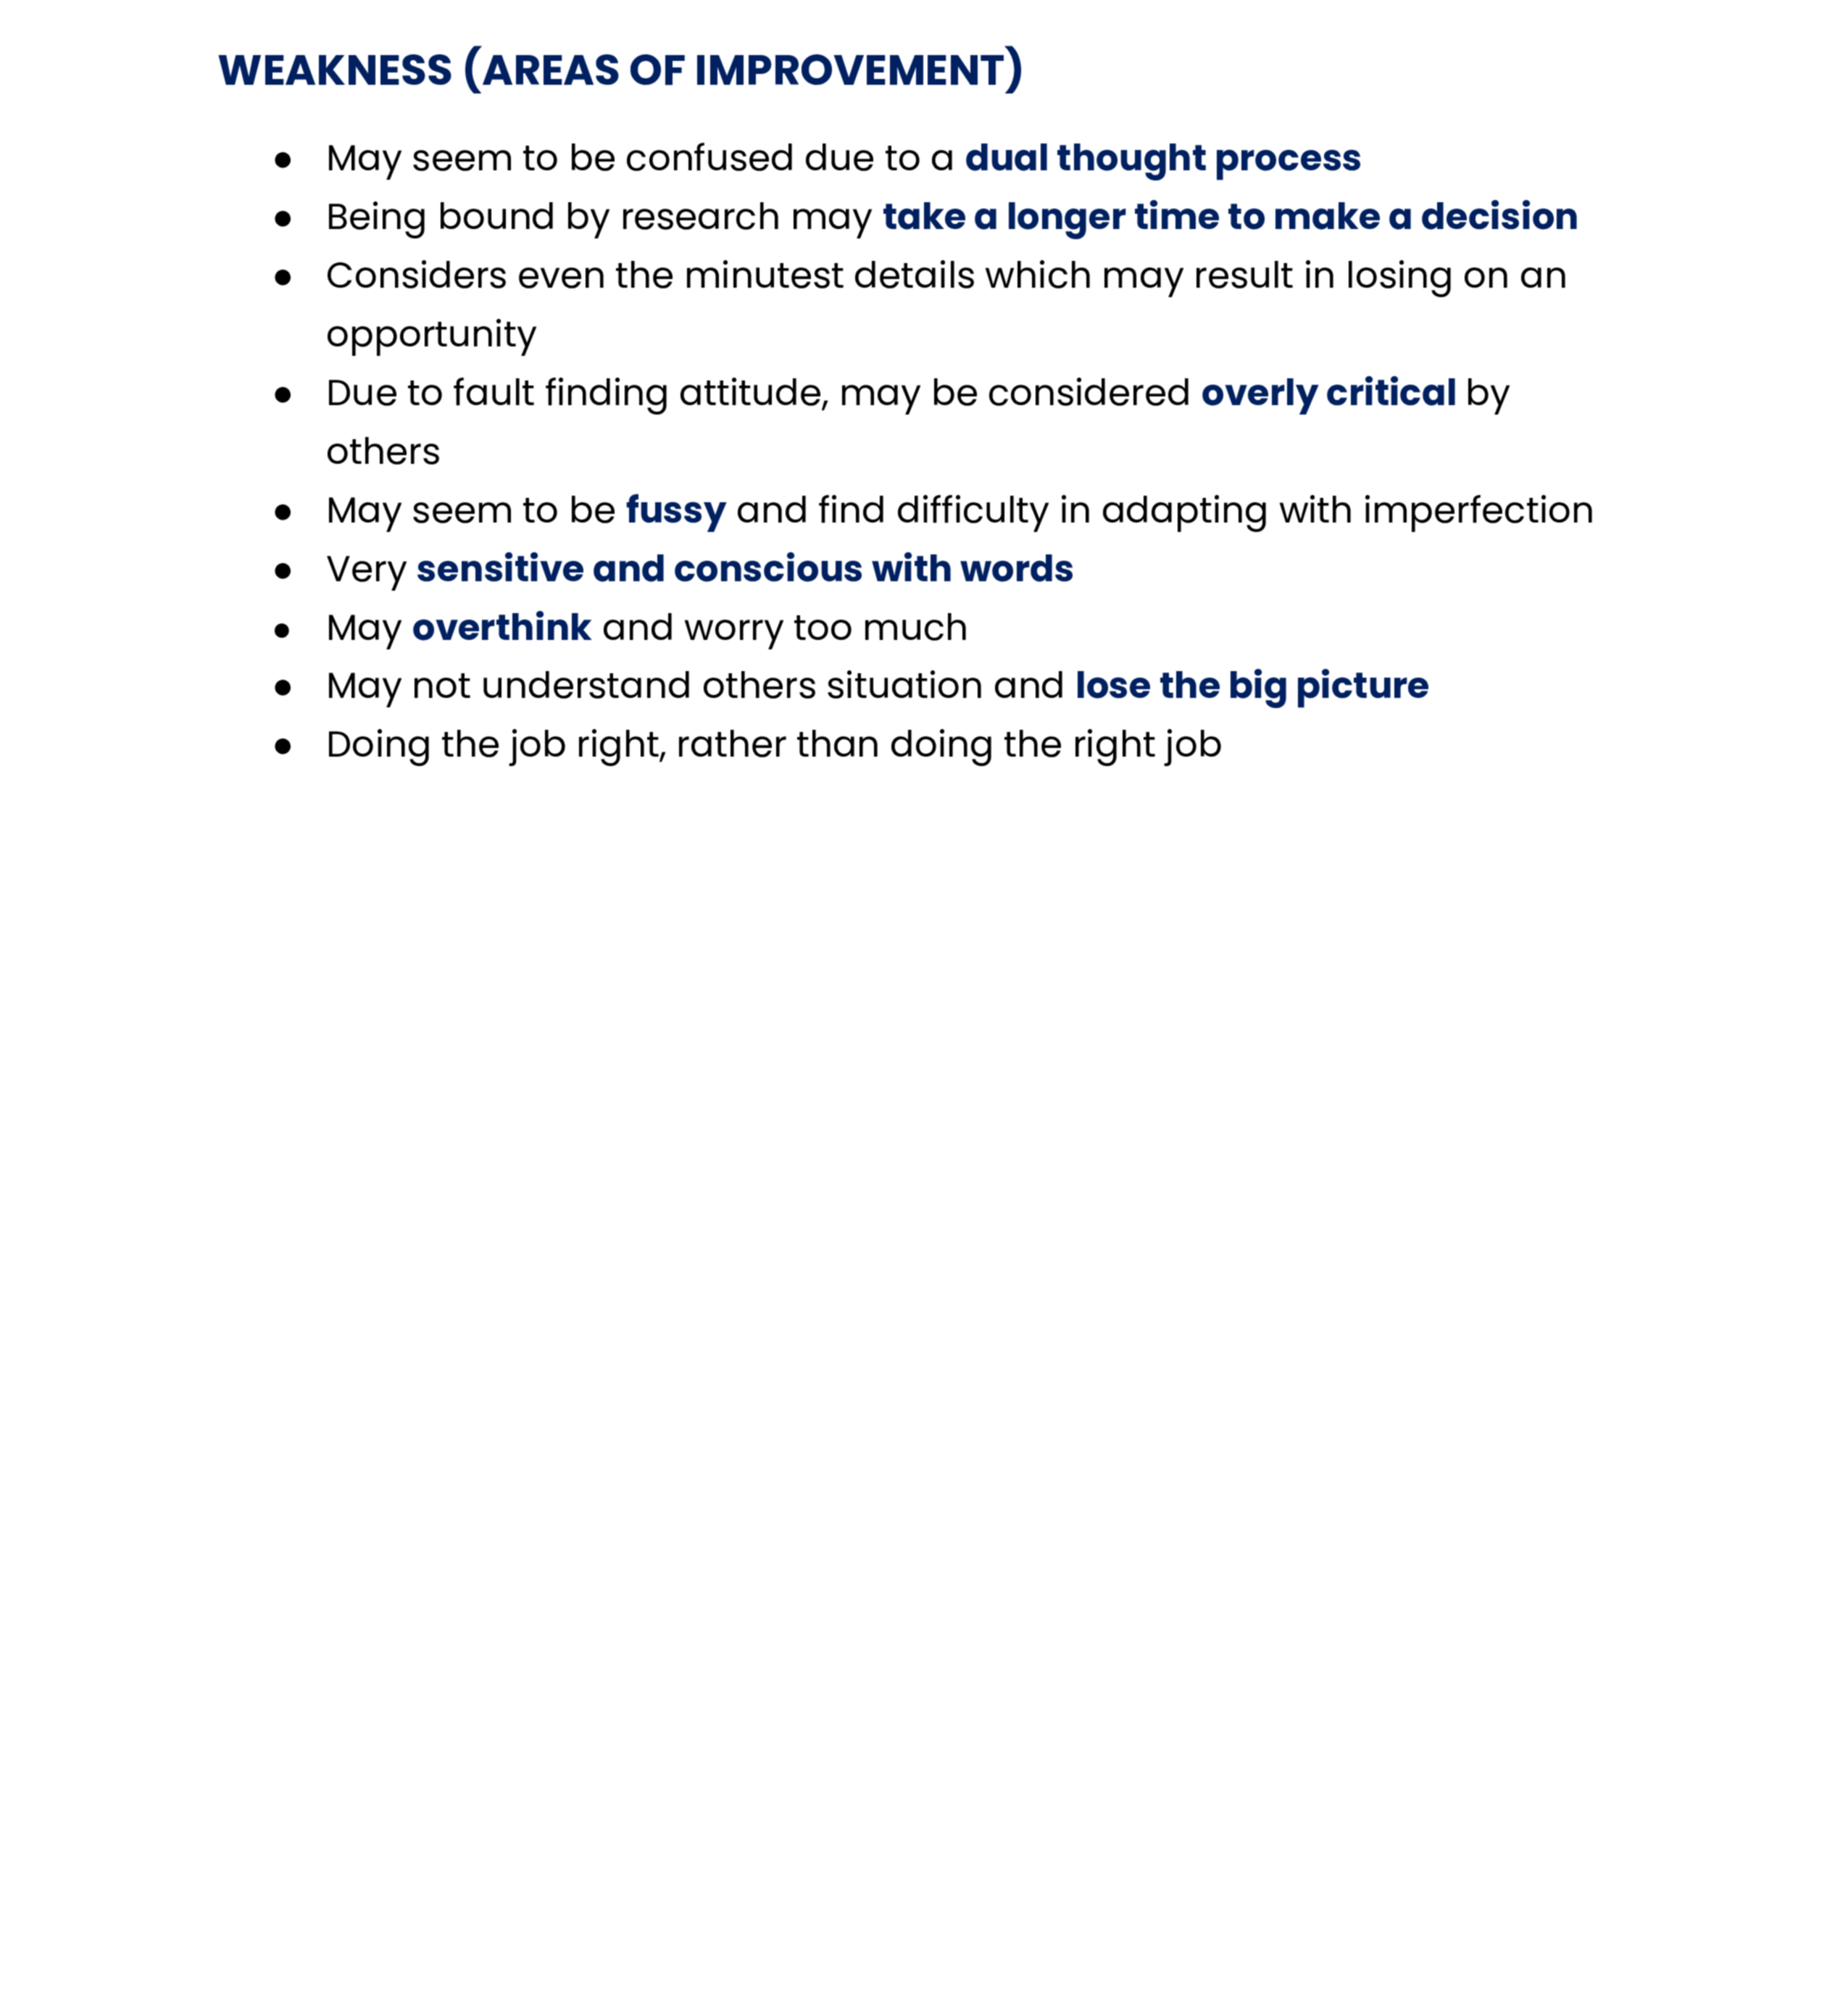 WEAKNESS (AREAS OF IMPROVEMENT)
● May seem to be confused due to a dual thought process
● Being bound by research may take a longer time to make a decision
● Considers even the minutest details which may result in losing on an
opportunity
● Due to fault finding attitude, may be considered overly critical by
others
● May seem to be fussy and find difficulty in adapting with imperfection
● Very sensitive and conscious with words
● May overthink and worry too much
● May not understand others situation and lose the big picture
● Doing the job right, rather than doing the right job